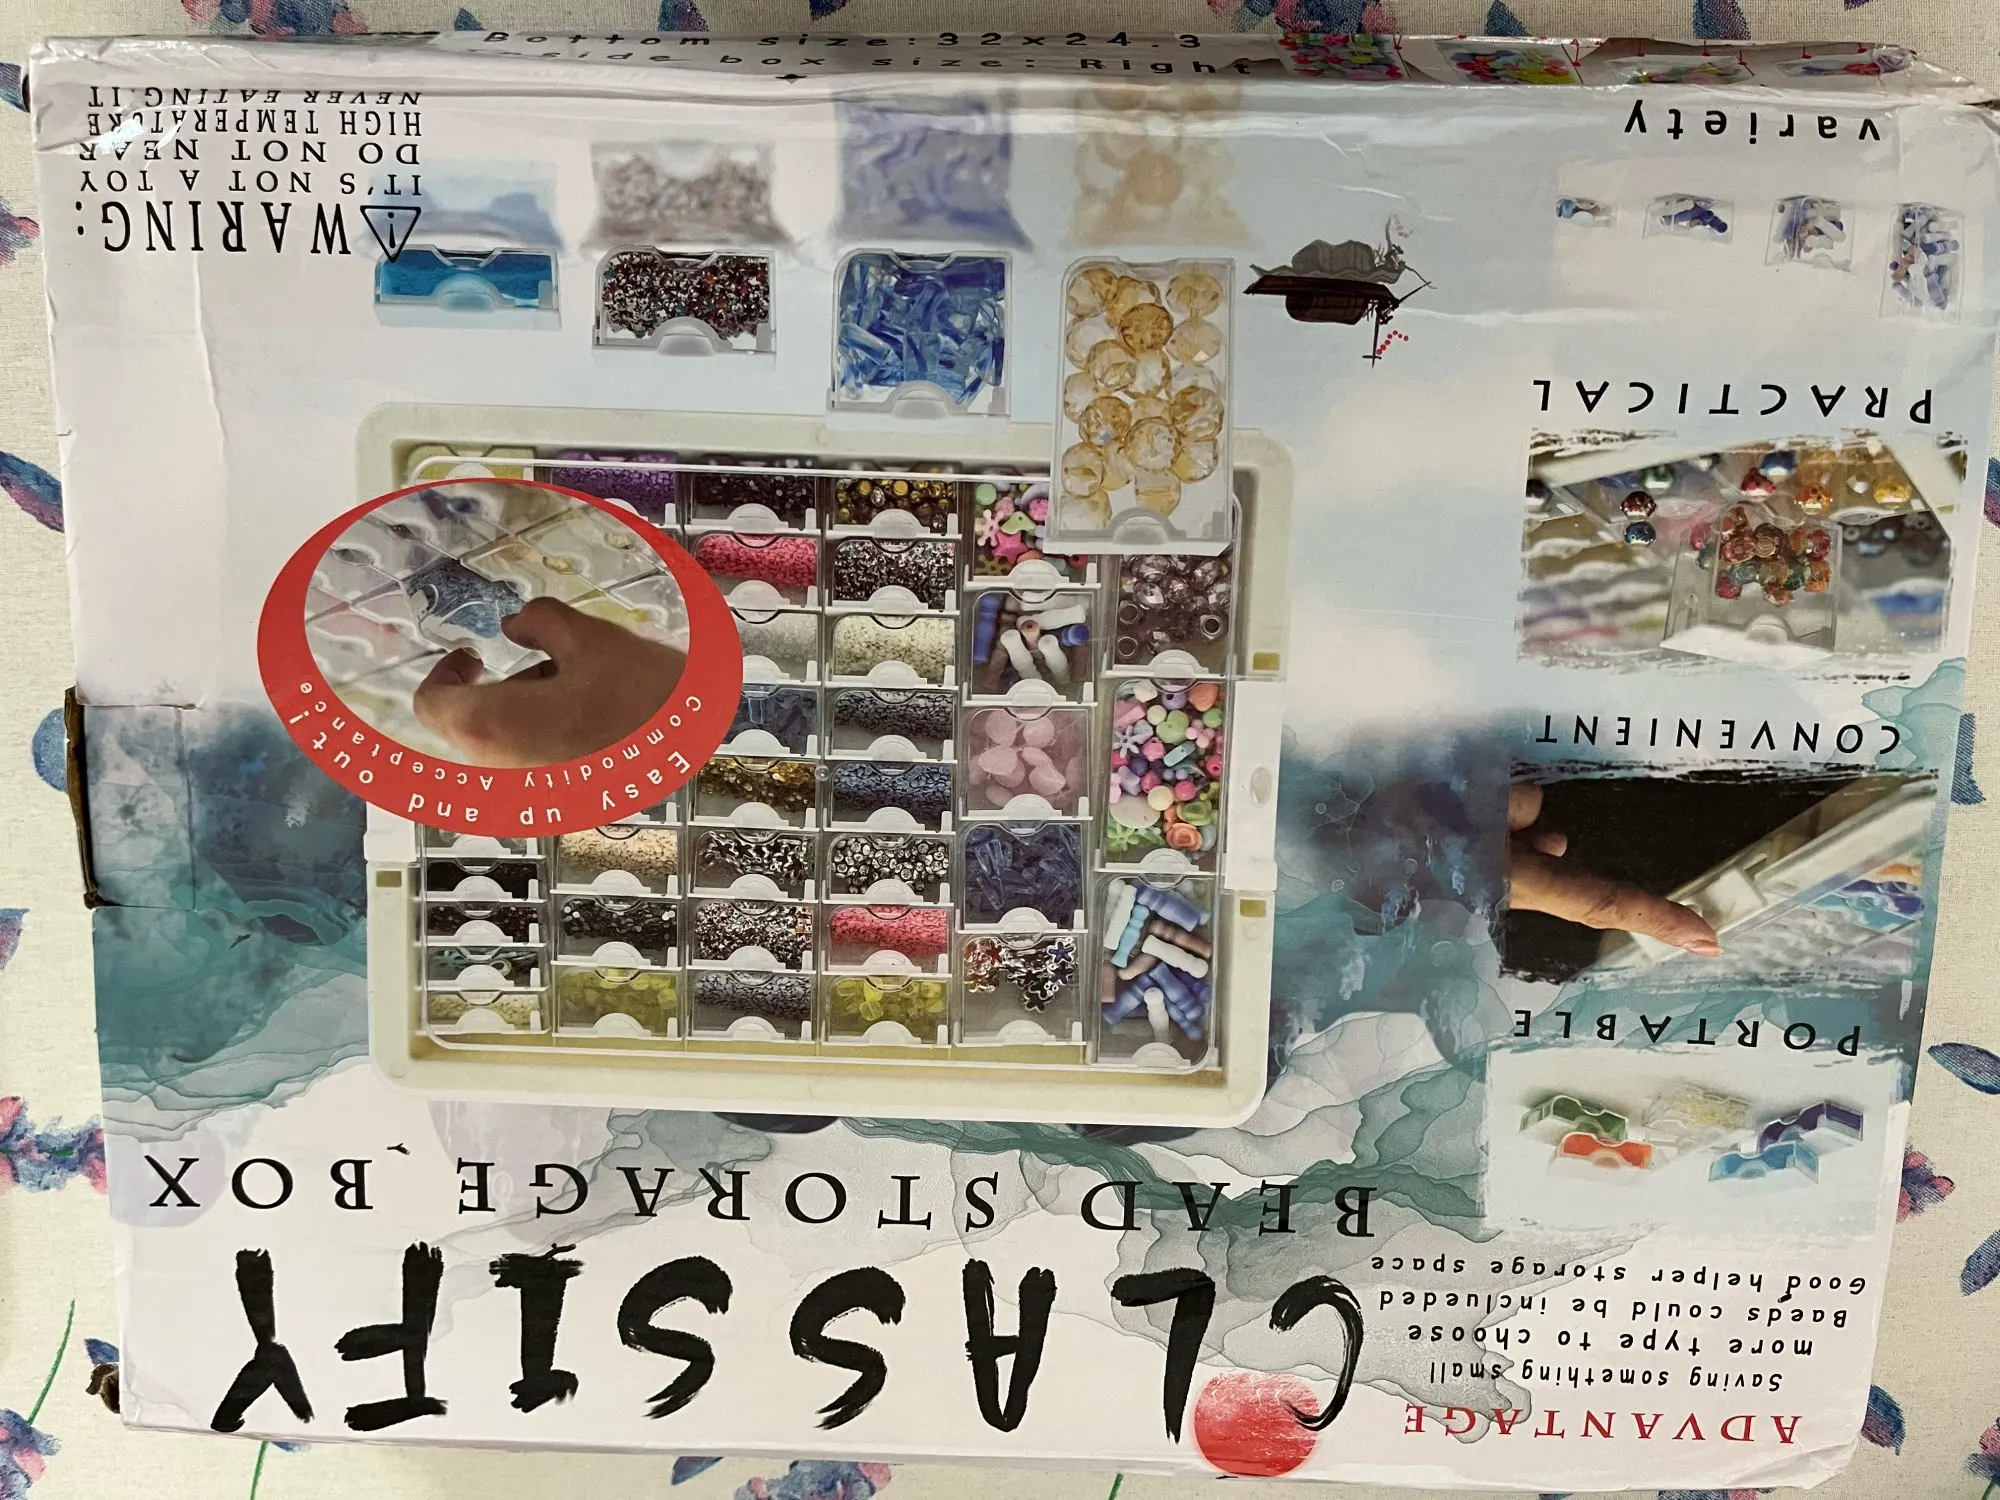 CLASSIFY
BEAD STORAGE BOX
ADVANTAGE
Saving something small
more type to choose
Baeds could be inclueded
Good helper storage space
PORTABLE
CONVENIENT
PRACTICAL
variety
Easy up and out!
Commodity Acceptance
WARING:
IT'S NOT A TOY
DO NOT NEAR
HIGH TEMPERATURE
NEVER EATING.IT
Bottom size:32x24.3
box size: Right